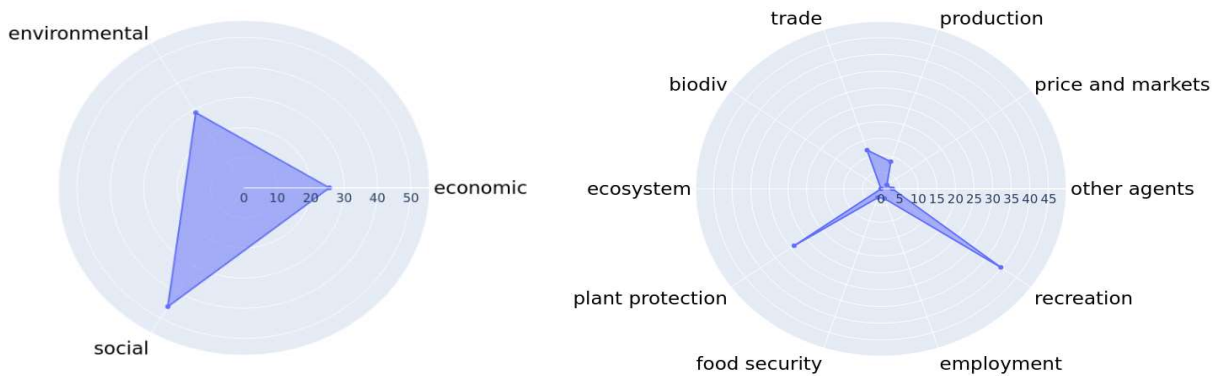 environmental
economic
social
0 10 20 30 40 50
trade
production
biodiv
price and markets
ecosystem
other agents
0 5 10 15 20 25 30 35 40 45
plant protection
recreation
food security
employment